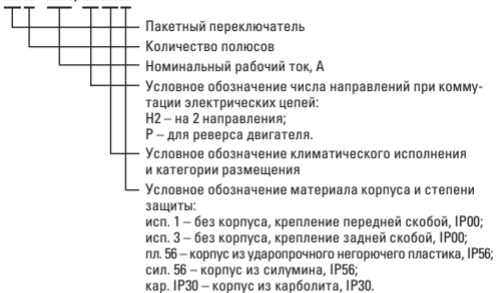 Пакетный переключатель
Количество полюсов
Номинальный рабочий ток, А
Условное обозначение числа направлений при комму-
тации электрических цепей:
Н2 – на 2 направления;
Р – для реверса двигателя.
Условное обозначение климатического исполнения
и категории размещения
Условное обозначение материала корпуса и степени
защиты:
исп. 1 – без корпуса, крепление передней скобой, IP00;
исп. 3 – без корпуса, крепление задней скобой, IP00;
пл. 56 – корпус из ударопрочного негорючего пластика, IP56;
сил. 56 – корпус из силумина, IP56;
кар. IP30 – корпус из карболита, IP30.